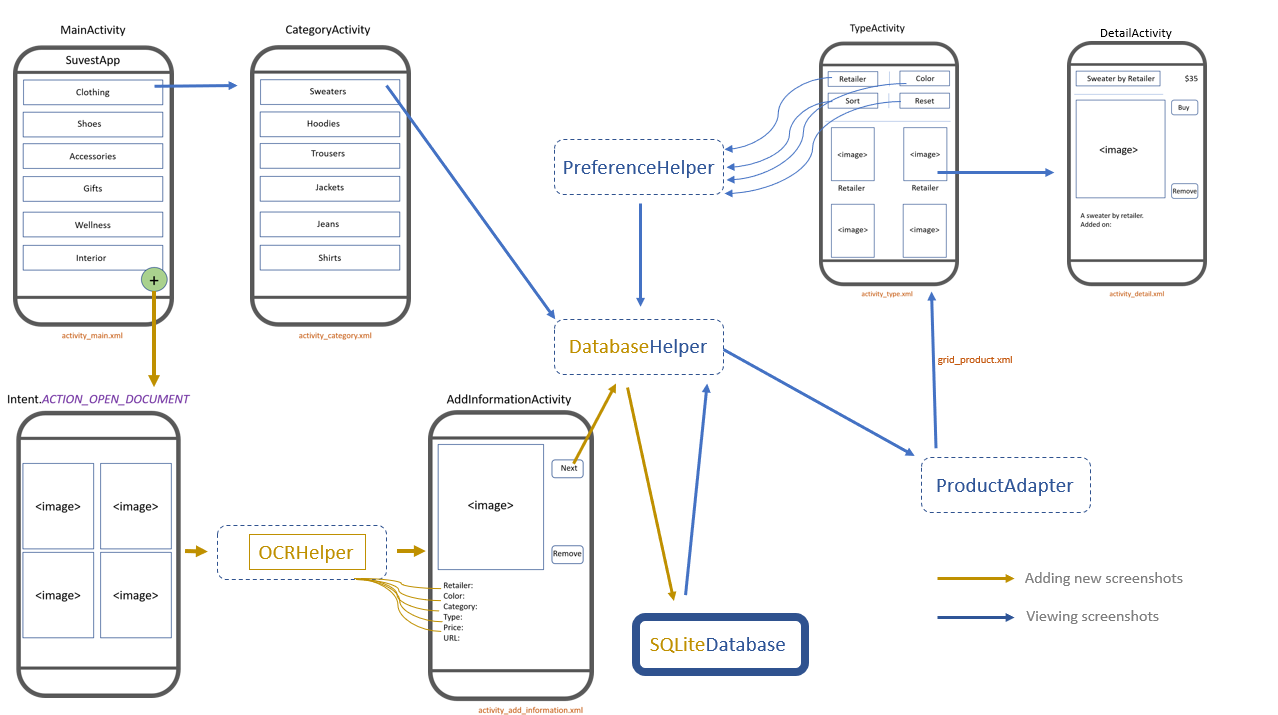 MainActivity
SuvestApp
Clothing
Shoes
Accessories
Gifts
Wellness
Interior
+
activity_main.xml
CategoryActivity
Sweaters
Hoodies
Trousers
Jackets
Jeans
Shirts
activity_category.xml
PreferenceHelper
DatabaseHelper
TypeActivity
Retailer
Color
Sort
Reset
<image>
<image>
Retailer
Retailer
<image>
<image>
activity_type.xml
DetailActivity
Sweater by Retailer
$35
Buy
<image>
Remove
A sweater by retailer.
Added on:
activity_detail.xml
grid_product.xml
ProductAdapter
Intent.ACTION_OPEN_DOCUMENT
<image>
<image>
<image>
<image>
OCRHelper
AddInformationActivity
Next
<image>
Remove
Retailer:
Color:
Category:
Type:
Price:
URL:
activity_add_information.xml
SQLiteDatabase
Adding new screenshots
Viewing screenshots